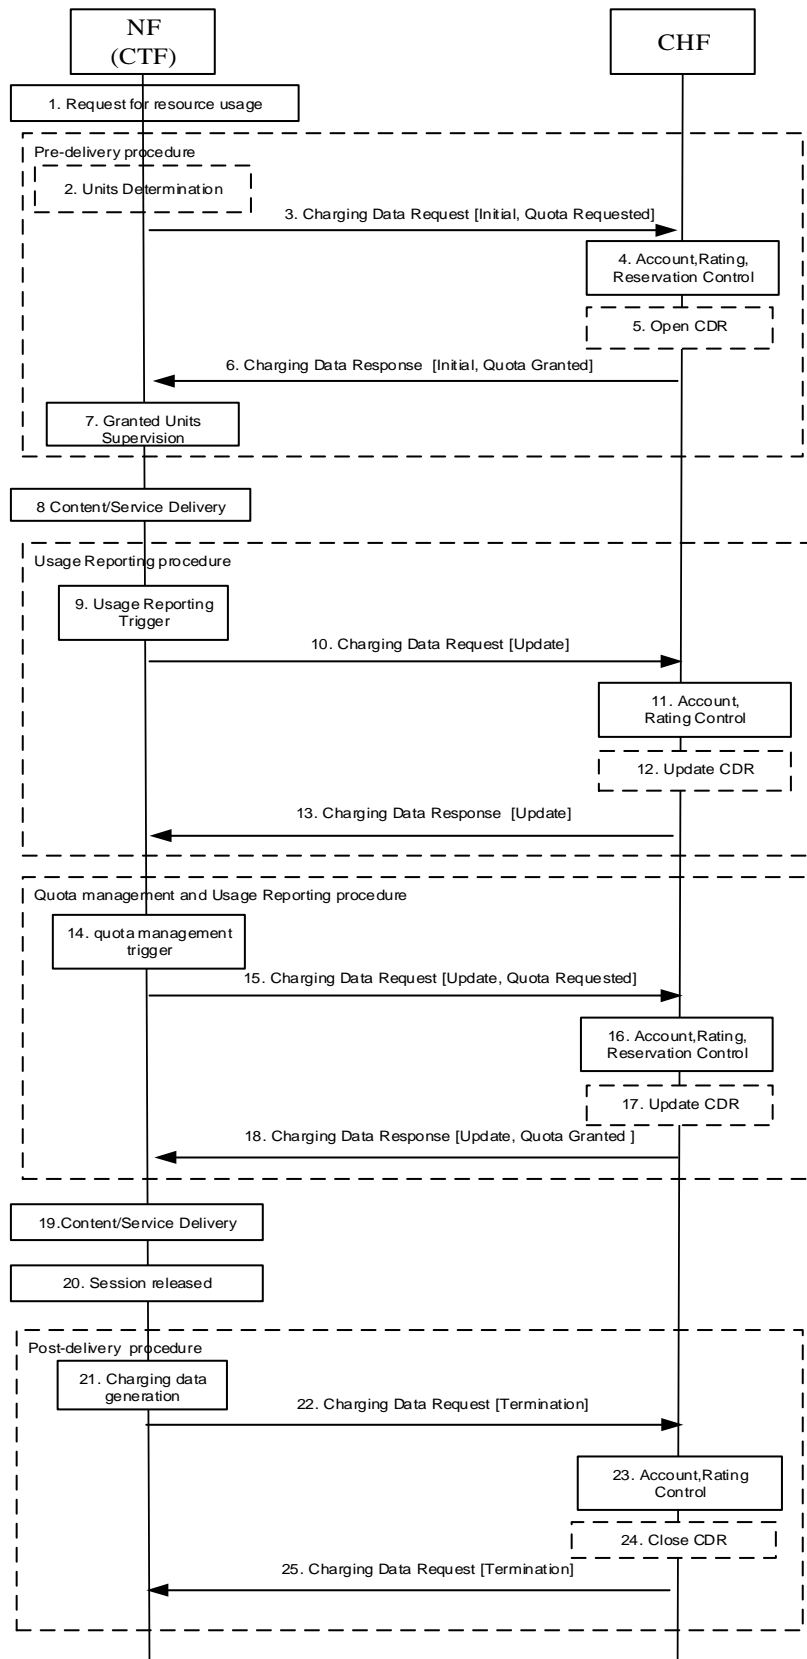 NF
(CTF)
CHF
1. Request for resource usage
Pre-delivery procedure
2. Units Determination
3. Charging Data Request [Initial, Quota Requested]
4. Account,Rating,
Reservation Control
5. Open CDR
6. Charging Data Response [Initial, Quota Granted]
7. Granted Units
Supervision
8 Content/Service Delivery
Usage Reporting procedure
9. Usage Reporting
Trigger
10. Charging Data Request [Update]
11. Account,
Rating Control
12. Update CDR
13. Charging Data Response [Update]
Quota management and Usage Reporting procedure
14. quota management
trigger
15. Charging Data Request [Update, Quota Requested]
16. Account,Rating,
Reservation Control
17. Update CDR
18. Charging Data Response [Update, Quota Granted ]
19.Content/Service Delivery
20. Session released
Post-delivery procedure
21. Charging data
generation
22. Charging Data Request [Termination]
23. Account,Rating
Control
24. Close CDR
25. Charging Data Request [Termination]